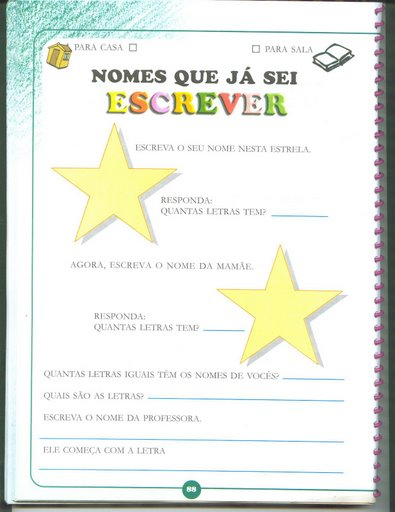 PARA CASA
PARA SALA
NOMES QUE JÁ SEI
ESCREVER
ESCREVA O SEU NOME NESTA ESTRELA.
RESPONDA:
QUANTAS LETRAS TEM?
AGORA, ESCREVA O NOME DA MAMÃE.
RESPONDA:
QUANTAS LETRAS TEM?
QUANTAS LETRAS IGUAIS TÊM OS NOMES DE VOCÊS?
QUAIS SÃO AS LETRAS?
ESCREVA O NOME DA PROFESSORA.
ELE COMEÇA COM A LETRA
88